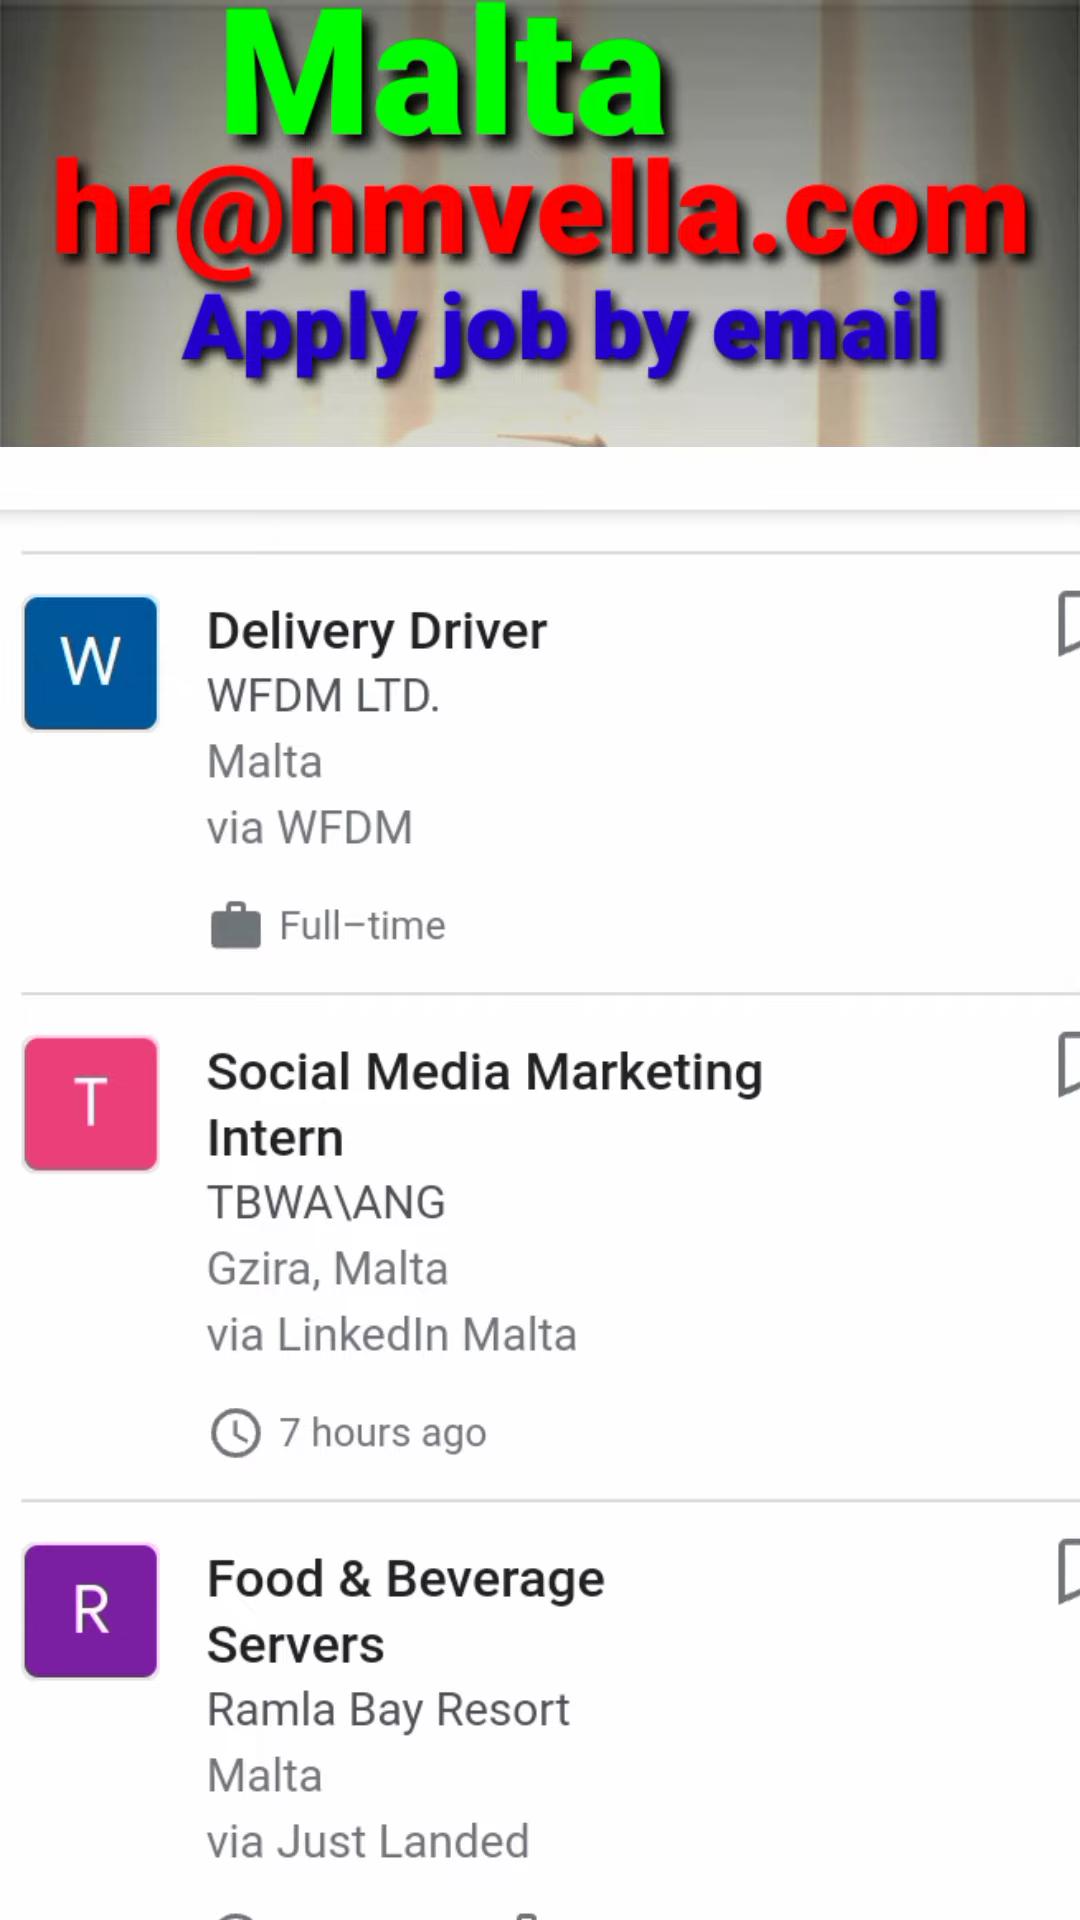 Malta
hr@hmvella.com
Apply job by email
W
Delivery Driver
WFDM LTD.
Malta
via WFDM
Full–time
T
Social Media Marketing
Intern
TBWA\ANG
Gzira, Malta
via LinkedIn Malta
7 hours ago
R
Food & Beverage
Servers
Ramla Bay Resort
Malta
via Just Landed